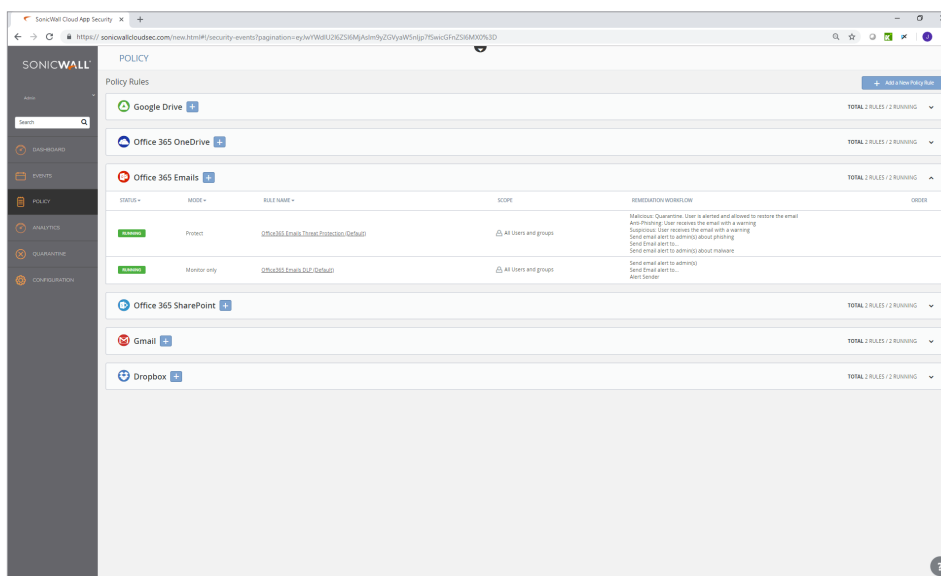 SonicWall Cloud App Security
https://sonicwallcloudsec.com/new.html#!/security-events?pagination=
SONICWALL
POLICY
Policy Rules
+ Add a New Policy Rule
Search
DASHBOARD
EVENTS
POLICY
ANALYTICS
QUARANTINE
CONFIGURATION
Google Drive +
TOTAL 2 RULES / 2 RUNNING
Office 365 OneDrive +
TOTAL 2 RULES / 2 RUNNING
Office 365 Emails +
TOTAL 2 RULES / 2 RUNNING
STATUS MODE RULE NAME SCOPE REMEDIATION WORKFLOW ORDER
RUNNING Protect Office365 Emails Threat Protection (Default) All Users and groups
Malicious: Quarantine. User is alerted and allowed to restore the email
Anti-Phishing: User receives the email with a warning
Suspicious: User receives the email with a warning
Send email alert to admin(s) about phishing
Send Email alert to...
Send email alert to admin(s) about malware
RUNNING Monitor only Office365 Emails DLP (Default) All Users and groups
Send email alert to admin(s)
Send Email alert to...
Alert Sender
Office 365 SharePoint +
TOTAL 2 RULES / 2 RUNNING
Gmail +
TOTAL 2 RULES / 2 RUNNING
Dropbox +
TOTAL 2 RULES / 2 RUNNING